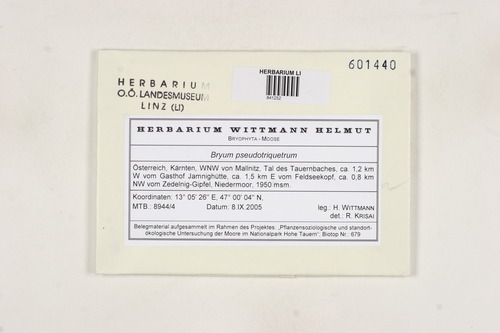 HERBARIUM LI
841252
601440
HERBARIUM
O.Ö. LANDESMUSEUM
LINZ (LI)
HERBARIUM WITTMANN HELMUT
BRYOPHYTA - MOOSE
Bryum pseudotriquetrum
Österreich, Kärnten, WNW von Mallnitz, Tal des Tauernbaches, ca. 1,2 km
W vom Gasthof Jamnighütte, ca. 1,5 km E vom Feldseekopf, ca. 0,8 km
NW vom Zedelnig-Gipfel, Niedermoor, 1950 msm.
Koordinaten: 13° 05' 26" E, 47° 00' 04" N,
MTB.: 8944/4 Datum: 8.IX.2005 leg.: H. WITTMANN
det.: R. KRISAI
Belegmaterial aufgesammelt im Rahmen des Projektes „Pflanzensoziologische und standort-
ökologische Untersuchung der Moore im Nationalpark Hohe Tauern"; Biotop Nr.: 679